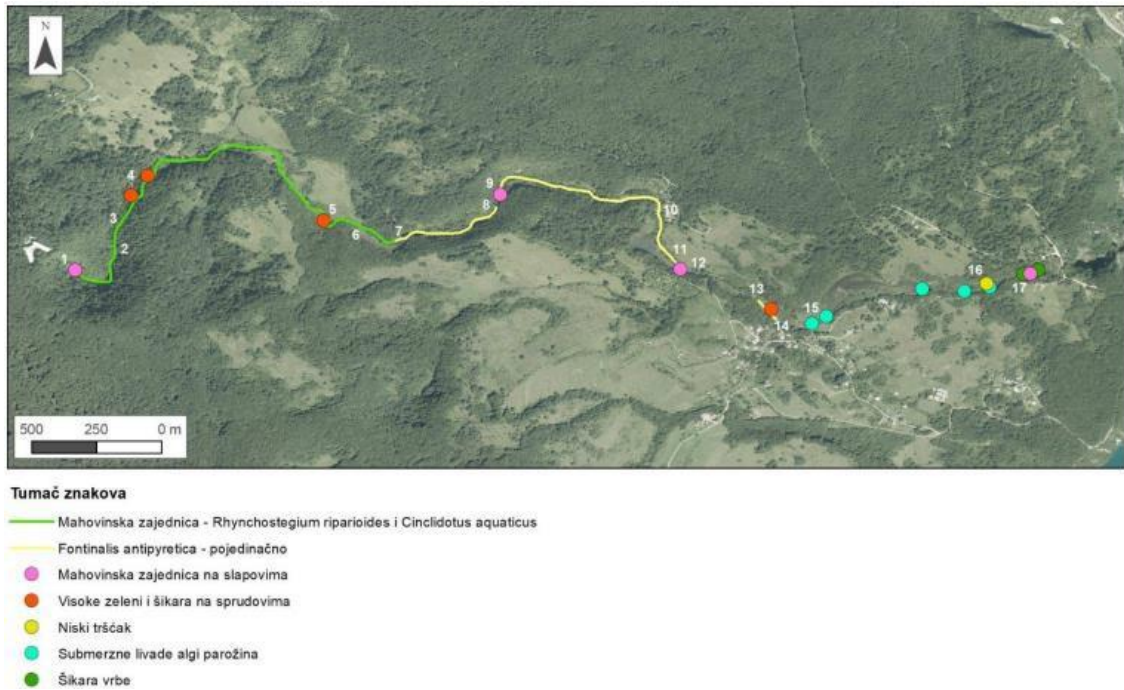 N
4
9
5
8
3
10
6
7
2
11
1
12
16
13
17
15
14
500 250 0 m
Tumač znakova
Mahovinska zajednica - Rhynchostegium riparioides i Cinclidotus aquaticus
Fontinalis antipyretica - pojedinačno
Mahovinska zajednica na slapovima
Visoke zeleni i šikara na sprudovima
Niski tršćak
Submerzne livade algi parožina
Šikara vrbe